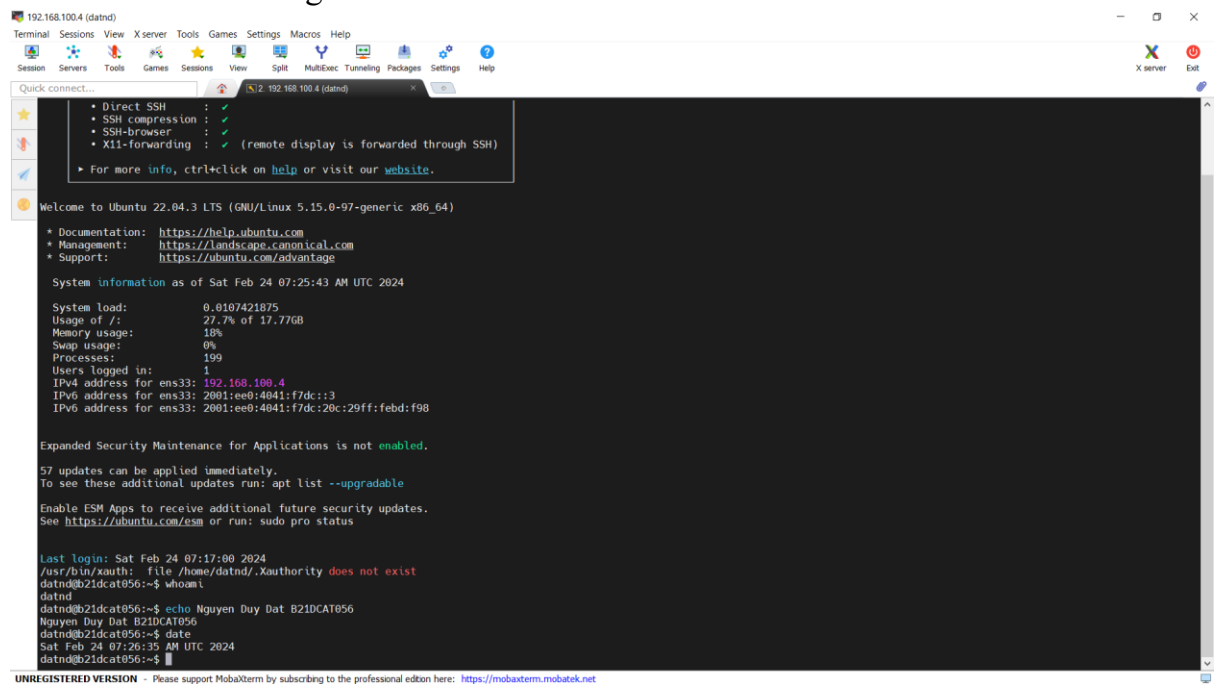 192.168.100.4 (datnd)
Terminal Sessions View X server Tools Games Settings Macros Help
Session Servers Tools Games Sessions View Split MultiExec Tunneling Packages Settings Help X server Exit
Quick connect... 2. 192.168.100.4 (datnd)
• Direct SSH : ✔
• SSH compression : ✔
• SSH-browser : ✔
• X11-forwarding : ✔ (remote display is forwarded through SSH)
► For more info, ctrl+click on help or visit our website.
Welcome to Ubuntu 22.04.3 LTS (GNU/Linux 5.15.0-97-generic x86_64)
* Documentation: https://help.ubuntu.com
* Management: https://landscape.canonical.com
* Support: https://ubuntu.com/advantage
System information as of Sat Feb 24 07:25:43 AM UTC 2024
System load: 0.0107421875
Usage of /: 27.7% of 17.77GB
Memory usage: 18%
Swap usage: 0%
Processes: 199
Users logged in: 1
IPv4 address for ens33: 192.168.100.4
IPv6 address for ens33: 2001:ee0:4041:f7dc::3
IPv6 address for ens33: 2001:ee0:4041:f7dc:20c:29ff:febd:f98
Expanded Security Maintenance for Applications is not enabled.
57 updates can be applied immediately.
To see these additional updates run: apt list --upgradable
Enable ESM Apps to receive additional future security updates.
See https://ubuntu.com/esm or run: sudo pro status
Last login: Sat Feb 24 07:17:00 2024
/usr/bin/xauth: file /home/datnd/.Xauthority does not exist
datnd@b21dcat056:~$ whoami
datnd
datnd@b21dcat056:~$ echo Nguyen Duy Dat B21DCAT056
Nguyen Duy Dat B21DCAT056
datnd@b21dcat056:~$ date
Sat Feb 24 07:26:35 AM UTC 2024
datnd@b21dcat056:~$
UNREGISTERED VERSION - Please support MobaXterm by subscribing to the professional edition here: https://mobaxterm.mobatek.net